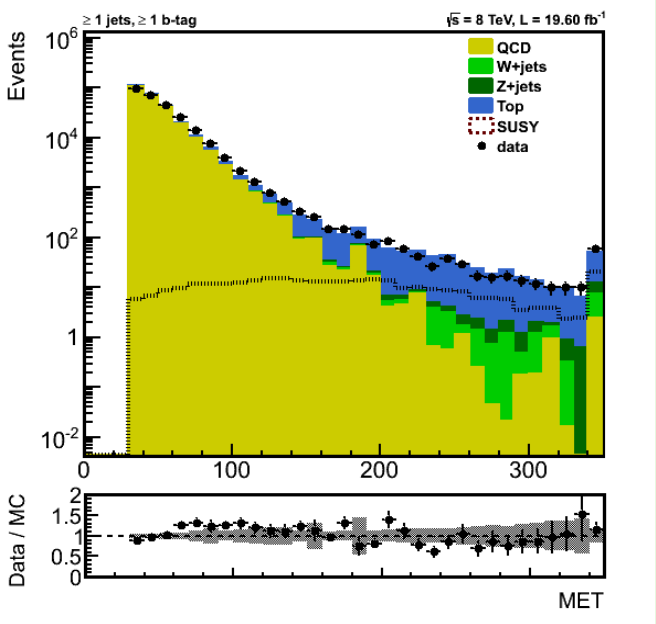 ≥ 1 jets, ≥ 1 b-tag
√s = 8 TeV, L = 19.60 fb⁻¹
Events
10⁶
10⁴
10²
1
10⁻²
QCD
W+jets
Z+jets
Top
SUSY
data
0 100 200 300
Data / MC
2
1.5
1
0.5
0
MET